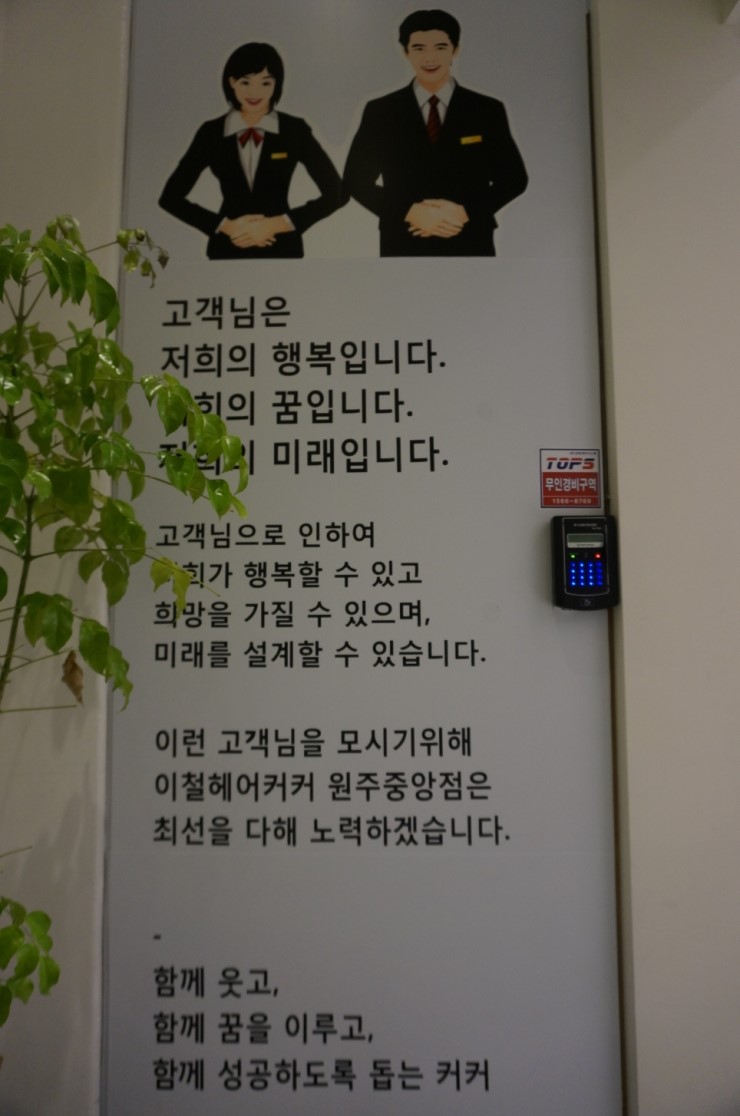 고객님은
저희의 행복입니다.
저희의 꿈입니다.
저희의 미래입니다.
고객님으로 인하여
저희가 행복할 수 있고
희망을 가질 수 있으며,
미래를 설계할 수 있습니다.
TOPS
무인경비구역
이런 고객님을 모시기위해
이철헤어커커 원주중앙점은
최선을 다해 노력하겠습니다.
-
함께 웃고,
함께 꿈을 이루고,
함께 성공하도록 돕는 커커